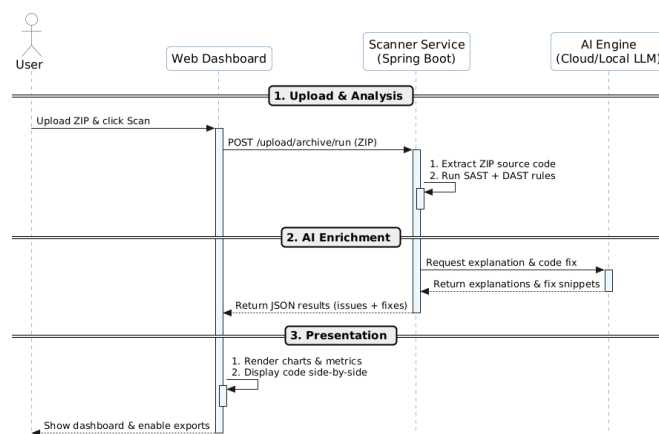 User
Web Dashboard
Scanner Service
(Spring Boot)
AI Engine
(Cloud/Local LLM)
1. Upload & Analysis
Upload ZIP & click Scan
POST /upload/archive/run (ZIP)
1. Extract ZIP source code
2. Run SAST + DAST rules
2. AI Enrichment
Request explanation & code fix
Return explanations & fix snippets
Return JSON results (issues + fixes)
3. Presentation
1. Render charts & metrics
2. Display code side-by-side
Show dashboard & enable exports